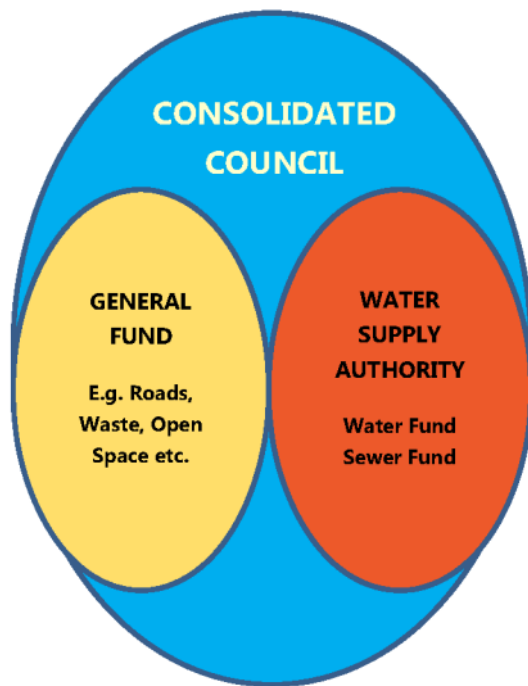 CONSOLIDATED
COUNCIL
GENERAL
FUND
E.g. Roads,
Waste, Open
Space etc.
WATER
SUPPLY
AUTHORITY
Water Fund
Sewer Fund